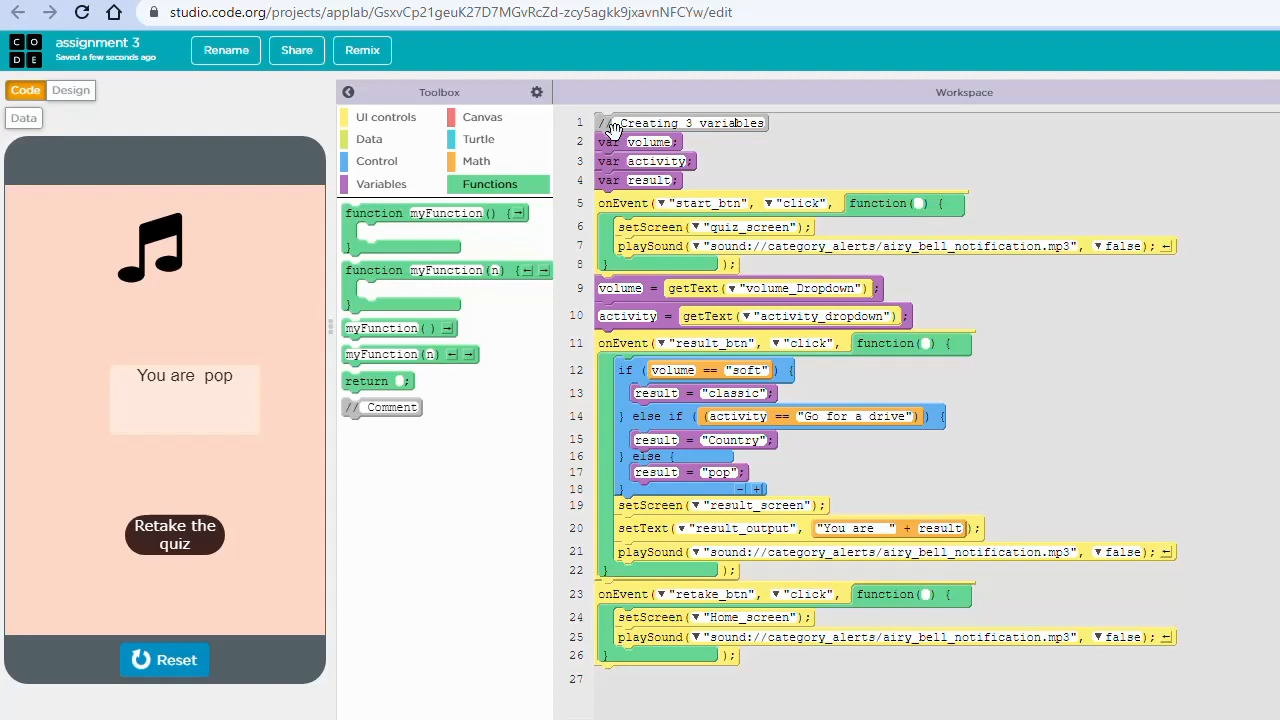 studio.code.org/projects/applab/GsxvCp21geuK27D7MGvRcZd-zcy5agkk9jxavnNFCYw/edit
CO
DE
assignment 3
Saved a few seconds ago
Rename
Share
Remix
Code
Design
Data
Toolbox
Workspace
UI controls
Canvas
Data
Turtle
Control
Math
Variables
Functions
function myFunction() {
}
function myFunction(n) {
}
myFunction()
myFunction(n)
return ;
// Comment
You are  pop
Retake the
quiz
Reset
1 // Creating 3 variables
2 var volume;
3 var activity;
4 var result;
5 onEvent("start_btn", "click", function() {
6 setScreen("quiz_screen");
7 playSound("sound://category_alerts/airy_bell_notification.mp3", false);
8 });
9 volume = getText("volume_Dropdown");
10 activity = getText("activity_dropdown");
11 onEvent("result_btn", "click", function() {
12 if (volume == "soft") {
13 result = "classic";
14 } else if ((activity == "Go for a drive")) {
15 result = "Country";
16 } else {
17 result = "pop";
18 } - +
19 setScreen("result_screen");
20 setText("result_output", "You are  " + result);
21 playSound("sound://category_alerts/airy_bell_notification.mp3", false);
22 });
23 onEvent("retake_btn", "click", function() {
24 setScreen("Home_screen");
25 playSound("sound://category_alerts/airy_bell_notification.mp3", false);
26 });
27